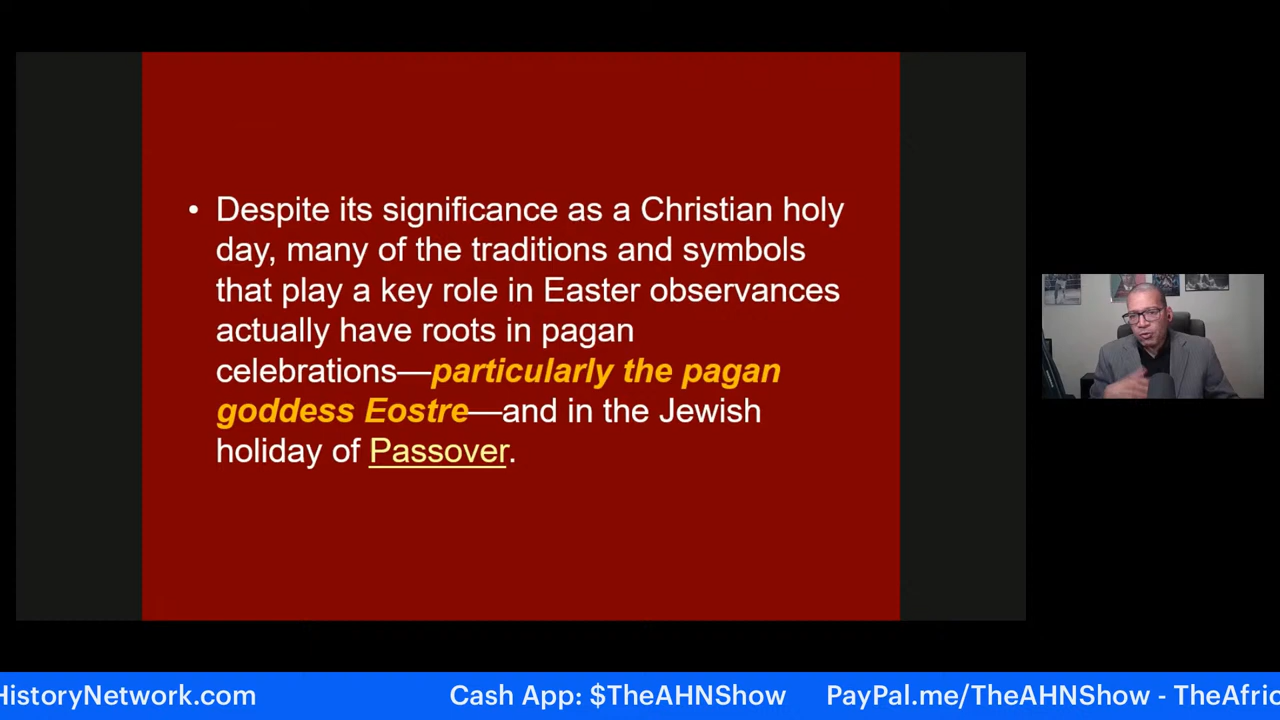 • Despite its significance as a Christian holy
day, many of the traditions and symbols
that play a key role in Easter observances
actually have roots in pagan
celebrations—particularly the pagan
goddess Eostre—and in the Jewish
holiday of Passover.
HistoryNetwork.com Cash App: $TheAHNShow PayPal.me/TheAHNShow - TheAfric